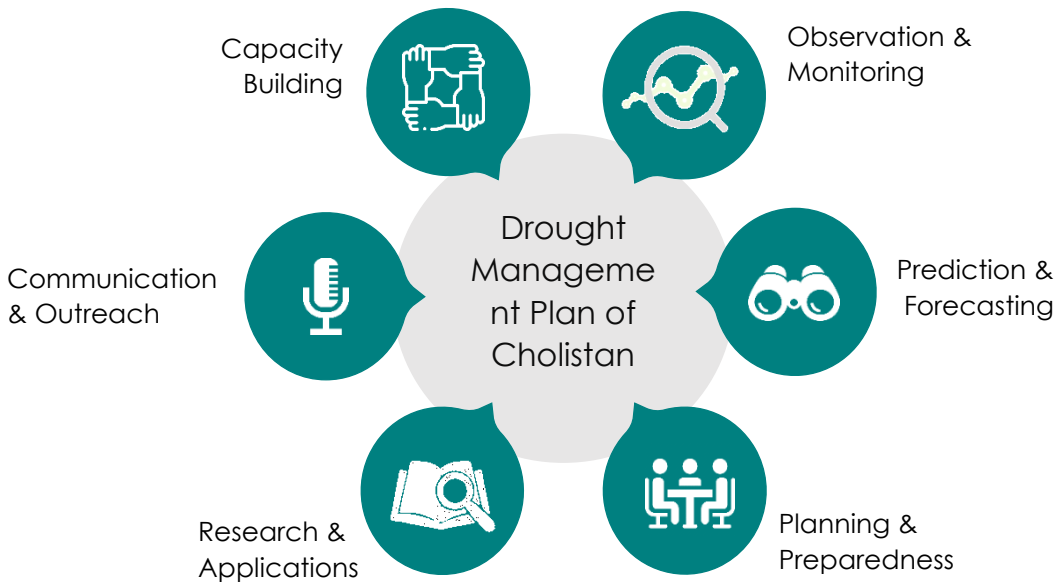 Capacity
Building
Observation &
Monitoring
Drought
Manageme
nt Plan of
Cholistan
Communication
& Outreach
Prediction &
Forecasting
Research &
Applications
Planning &
Preparedness